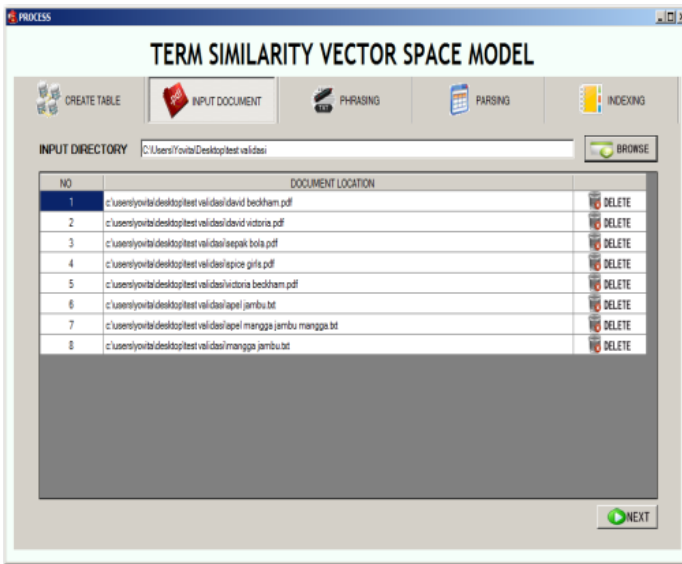 PROCESS
TERM SIMILARITY VECTOR SPACE MODEL
CREATE TABLE INPUT DOCUMENT PHRASING PARSING INDEXING
INPUT DIRECTORY C:\Users\Yovita\Desktop\test validasi BROWSE
NO DOCUMENT LOCATION
1 c:\users\yovita\desktop\test validasi\david beckham.pdf DELETE
2 c:\users\yovita\desktop\test validasi\david victoria.pdf DELETE
3 c:\users\yovita\desktop\test validasi\sepak bola.pdf DELETE
4 c:\users\yovita\desktop\test validasi\spice girls.pdf DELETE
5 c:\users\yovita\desktop\test validasi\victoria beckham.pdf DELETE
6 c:\users\yovita\desktop\test validasi\apel jambu.txt DELETE
7 c:\users\yovita\desktop\test validasi\apel mangga jambu mangga.txt DELETE
8 c:\users\yovita\desktop\test validasi\mangga jambu.txt DELETE
NEXT